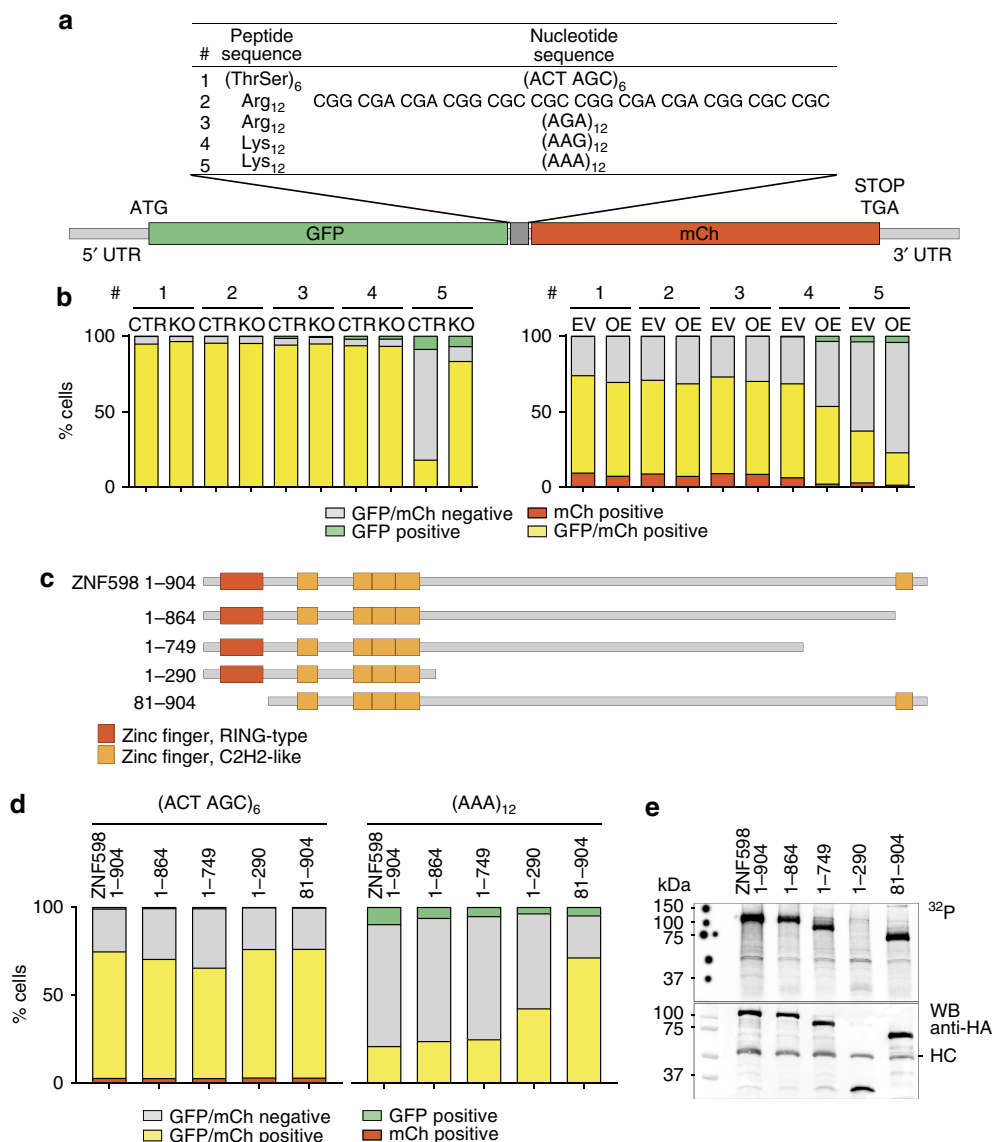 a
# Peptide sequence Nucleotide sequence
1 (ThrSer)6 (ACT AGC)6
2 Arg12 CGG CGA CGA CGG CGC CGC CGG CGA CGA CGG CGC CGC
3 Arg12 (AGA)12
4 Lys12 (AAG)12
5 Lys12 (AAA)12
ATG STOP TGA
GFP mCh
5′ UTR 3′ UTR
b
# 1 2 3 4 5
CTR KO CTR KO CTR KO CTR KO CTR KO
100
50
0
% cells
# 1 2 3 4 5
EV OE EV OE EV OE EV OE EV OE
100
50
0
GFP/mCh negative mCh positive
GFP positive GFP/mCh positive
c
ZNF598 1–904
1–864
1–749
1–290
81–904
Zinc finger, RING-type
Zinc finger, C2H2-like
d
(ACT AGC)6 (AAA)12
ZNF598 1–904 1–864 1–749 1–290 81–904
ZNF598 1–904 1–864 1–749 1–290 81–904
100
50
0
% cells
100
50
0
GFP/mCh negative GFP positive
GFP/mCh positive mCh positive
e
ZNF598 1–904 1–864 1–749 1–290 81–904
kDa
150
100
75
37
32P
100
75
37
WB
anti-HA
HC